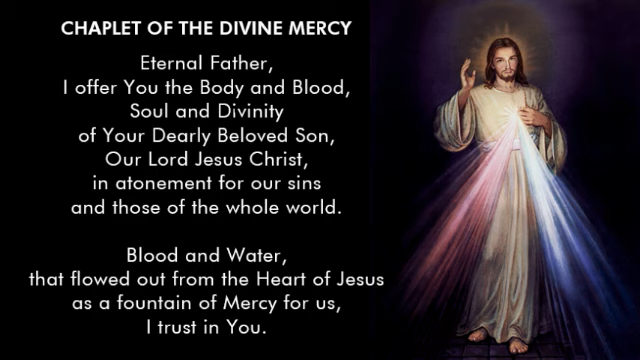 CHAPLET OF THE DIVINE MERCY
Eternal Father,
I offer You the Body and Blood,
Soul and Divinity
of Your Dearly Beloved Son,
Our Lord Jesus Christ,
in atonement for our sins
and those of the whole world.
Blood and Water,
that flowed out from the Heart of Jesus
as a fountain of Mercy for us,
I trust in You.